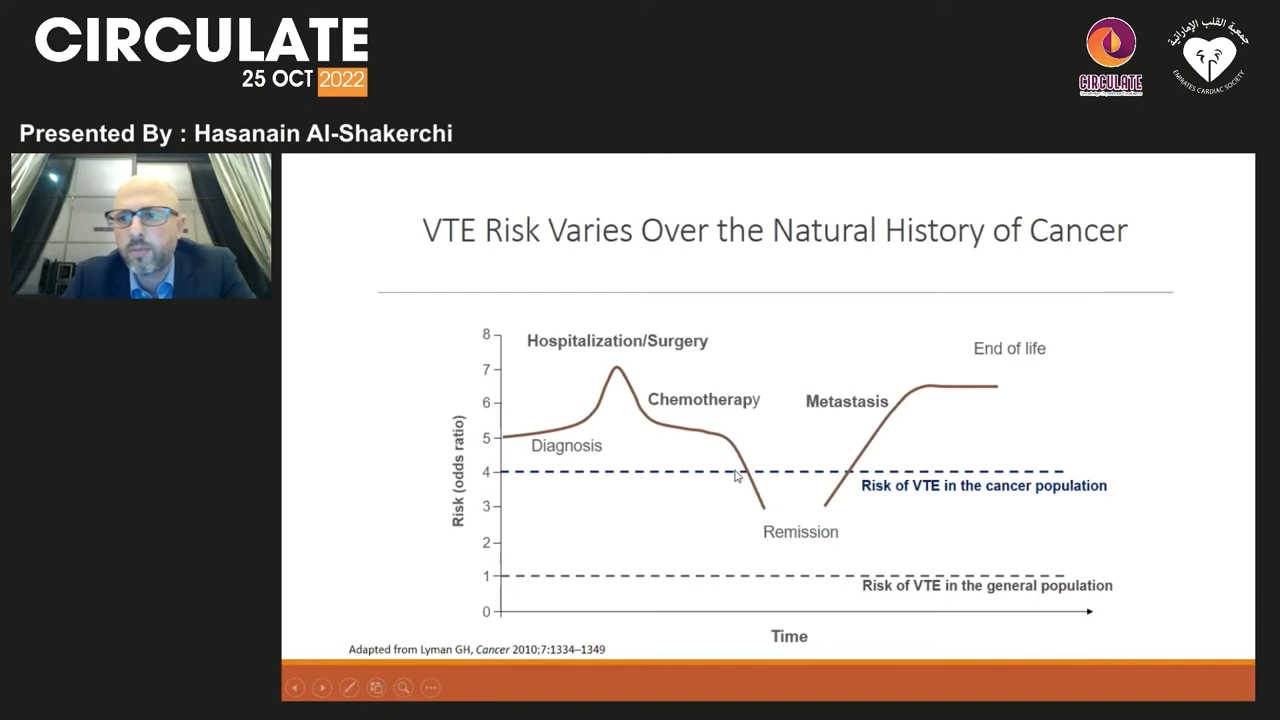 CIRCULATE
25 OCT 2022
CIRCULATE
جمعية القلب الإماراتية
EMIRATES CARDIAC SOCIETY
Presented By : Hasanain Al-Shakerchi
VTE Risk Varies Over the Natural History of Cancer
Risk (odds ratio)
8
7
6
5
4
3
2
1
0
Hospitalization/Surgery
End of life
Chemotherapy
Metastasis
Diagnosis
Risk of VTE in the cancer population
Remission
Risk of VTE in the general population
Time
Adapted from Lyman GH, Cancer 2010;7:1334–1349